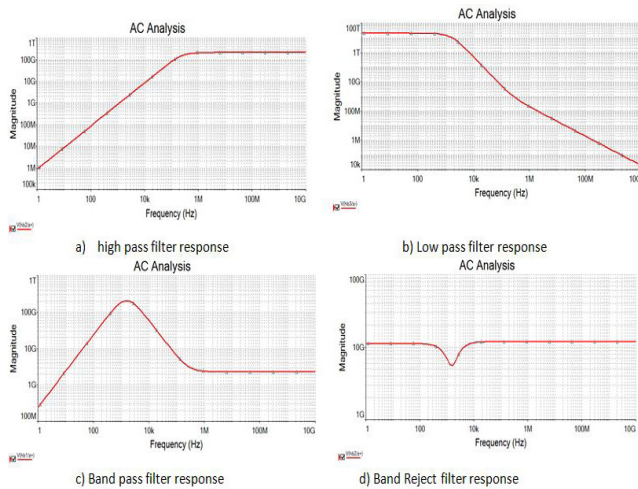 AC Analysis
1T
100G
10G
1G
100M
10M
1M
100k
Magnitude
1 100 10k 1M 100M 10G
Frequency (Hz)
a) high pass filter response
AC Analysis
100T
1T
10G
100M
1M
10k
Magnitude
1 100 10k 1M 100M 10G
Frequency (Hz)
b) Low pass filter response
AC Analysis
1T
100G
10G
1G
100M
Magnitude
1 100 10k 1M 100M 10G
Frequency (Hz)
c) Band pass filter response
AC Analysis
100G
10G
1G
Magnitude
1 100 10k 1M 100M 10G
Frequency (Hz)
d) Band Reject filter response